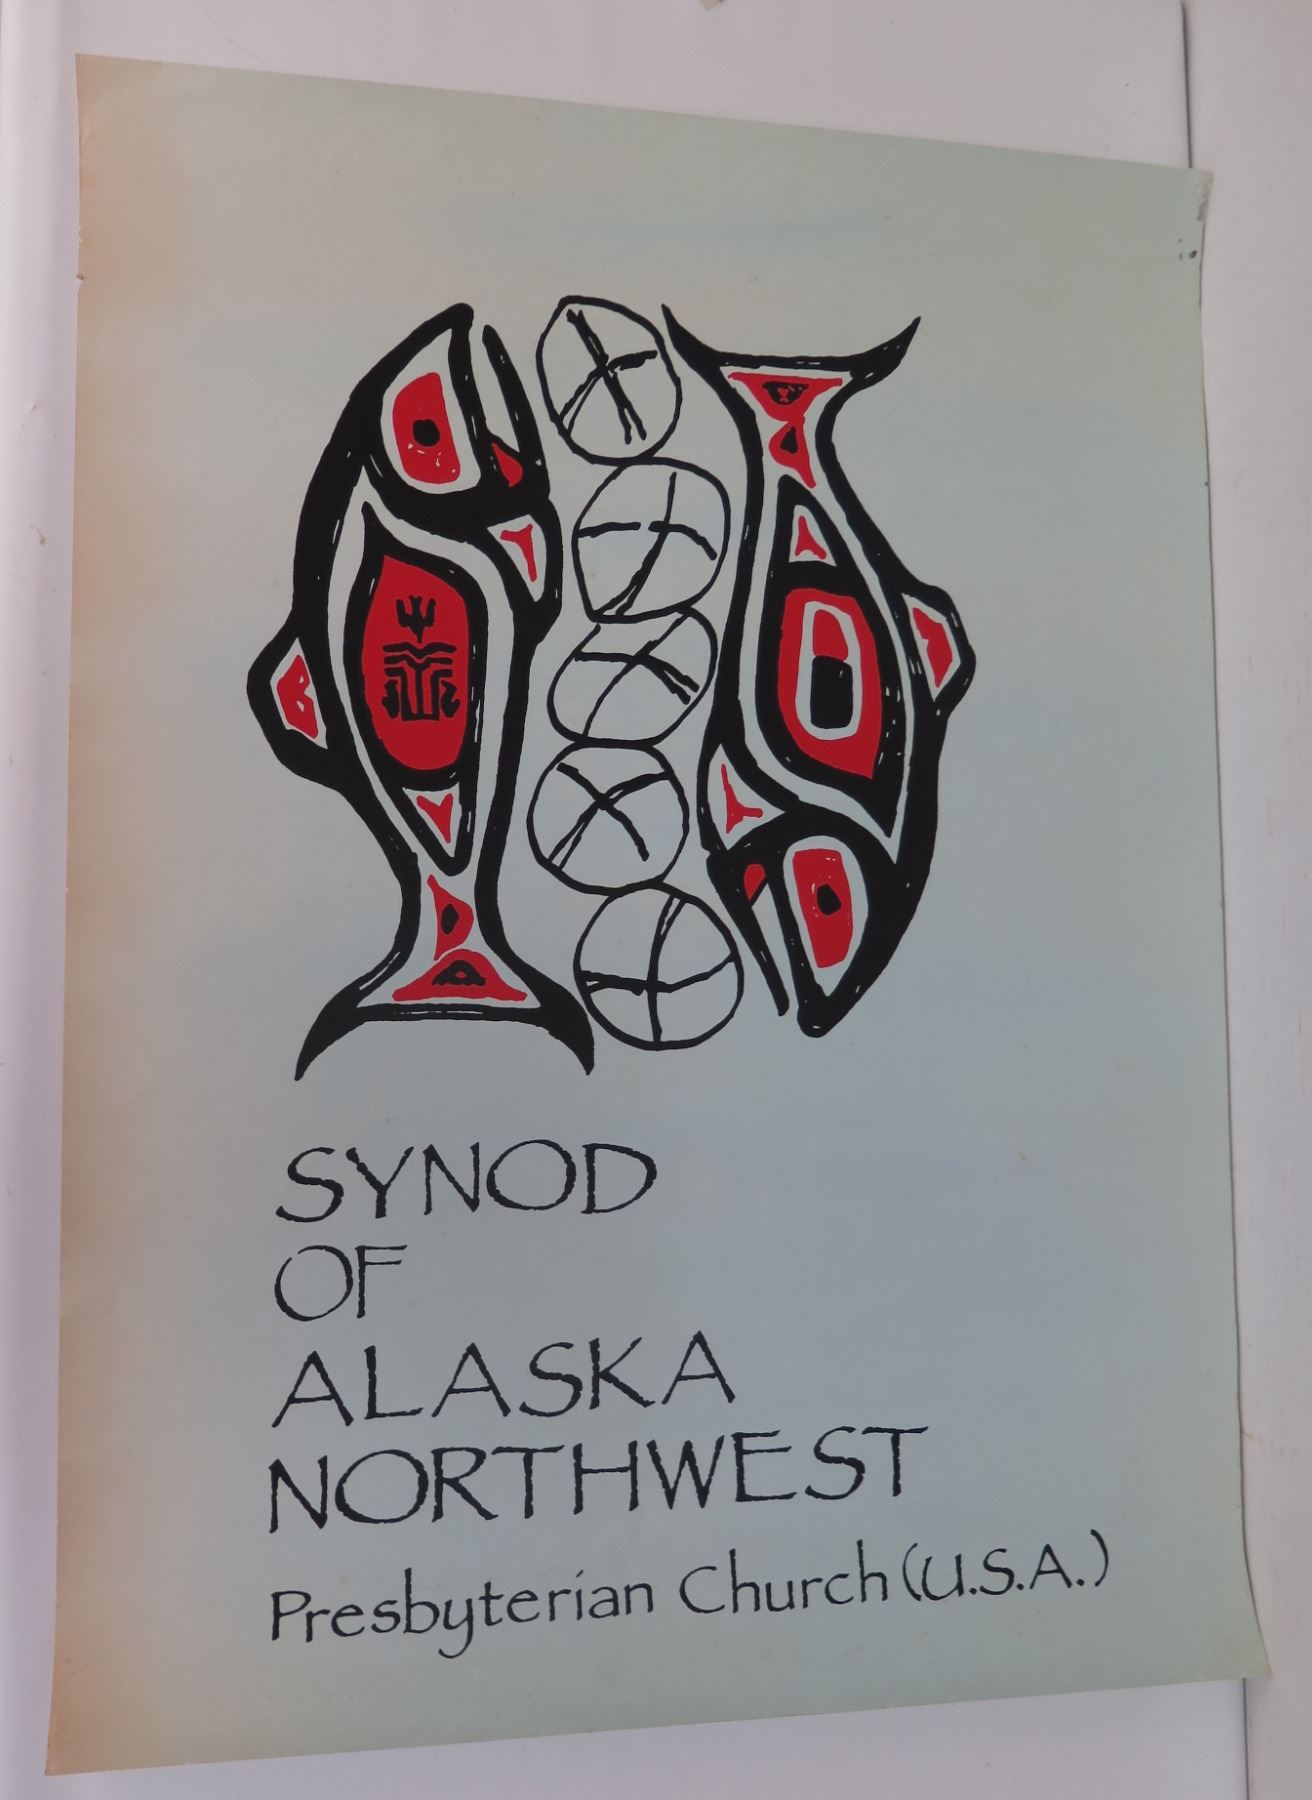 SYNOD
OF
ALASKA
NORTHWEST
Presbyterian Church (U.S.A.)